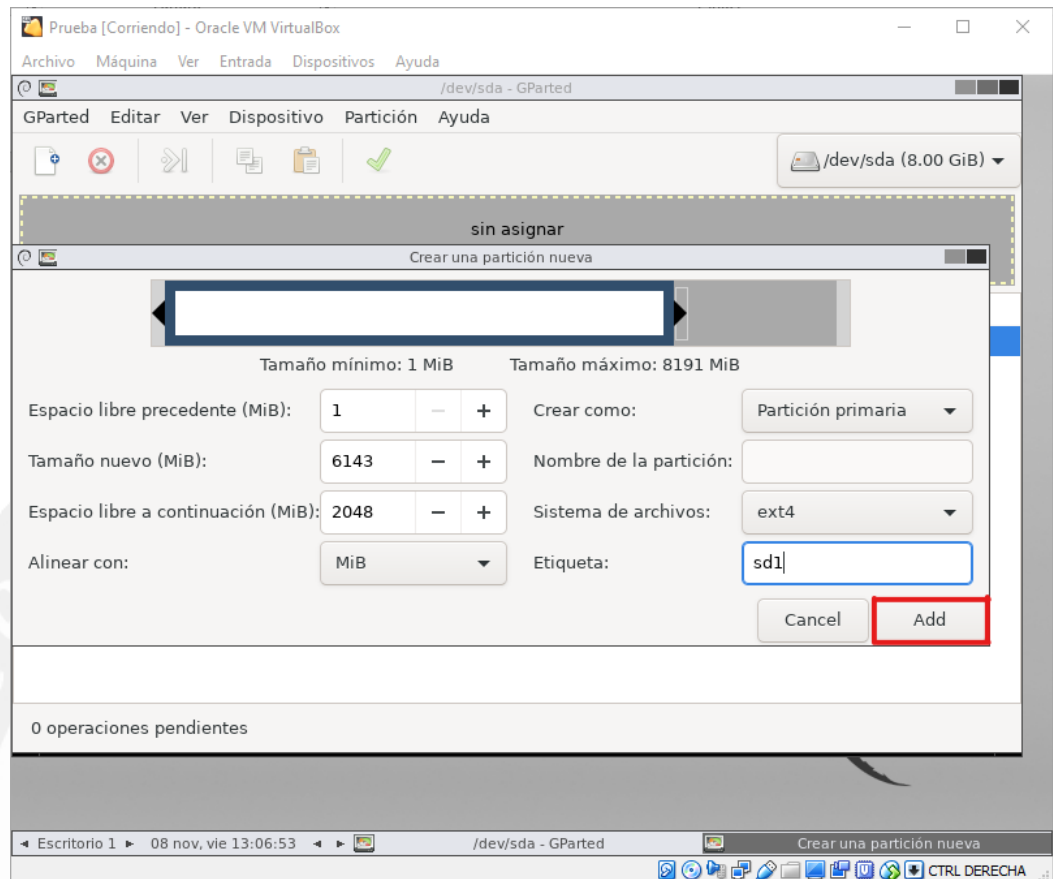 Prueba [Corriendo] - Oracle VM VirtualBox
Archivo Máquina Ver Entrada Dispositivos Ayuda
/dev/sda - GParted
GParted Editar Ver Dispositivo Partición Ayuda
/dev/sda (8.00 GiB)
sin asignar
Crear una partición nueva
Tamaño mínimo: 1 MiB Tamaño máximo: 8191 MiB
Espacio libre precedente (MiB): 1 Crear como: Partición primaria
Tamaño nuevo (MiB): 6143 Nombre de la partición:
Espacio libre a continuación (MiB): 2048 Sistema de archivos: ext4
Alinear con: MiB Etiqueta: sd1
Cancel Add
0 operaciones pendientes
Escritorio 1 08 nov, vie 13:06:53 /dev/sda - GParted Crear una partición nueva
CTRL DERECHA